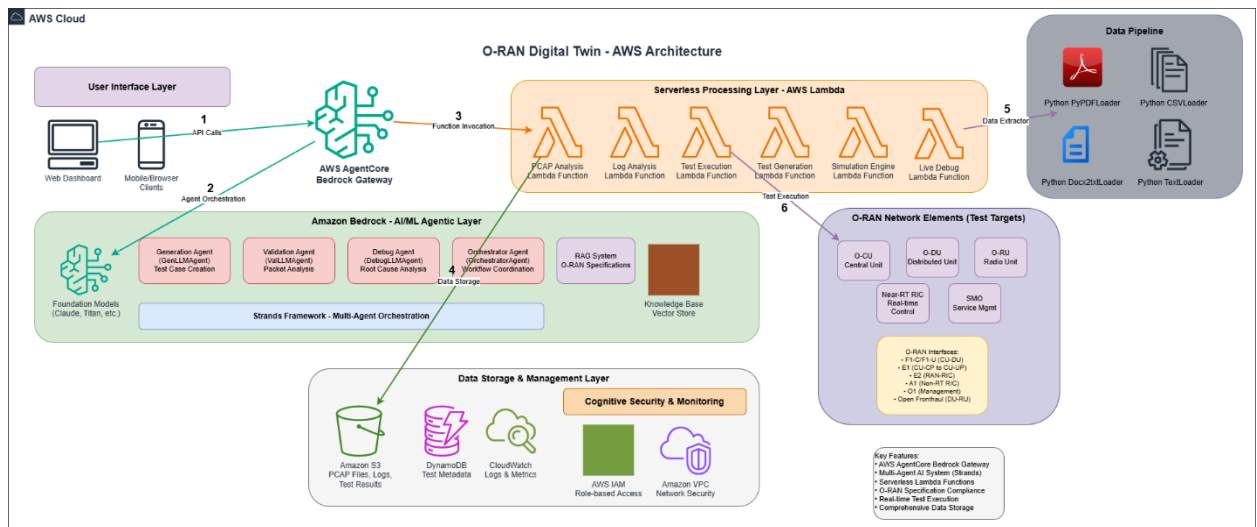 AWS Cloud
O-RAN Digital Twin - AWS Architecture
User Interface Layer
Web Dashboard
Mobile/Browser
Clients
1
API Calls
AWS AgentCore
Bedrock Gateway
2
Agent Orchestration
3
Function Invocation
Serverless Processing Layer - AWS Lambda
PCAP Analysis
Lambda Function
Log Analysis
Lambda Function
Test Execution
Lambda Function
Test Generation
Lambda Function
Simulation Engine
Lambda Function
Live Debug
Lambda Function
5
Data Extractor
Data Pipeline
Python PyPDFLoader
Python CSVLoader
Python Docx2txtLoader
Python TextLoader
Test Execution
6
Amazon Bedrock - AI/ML Agentic Layer
Foundation Models
(Claude, Titan, etc.)
Generation Agent
(GenLLMAgent)
Test Case Creation
Validation Agent
(ValLLMAgent)
Packet Analysis
Debug Agent
(DebugLLMAgent)
Root Cause Analysis
Orchestrator Agent
(OrchestratorAgent)
Workflow Coordination
RAG System
O-RAN Specifications
Knowledge Base
Vector Store
4
Data Storage
Strands Framework - Multi-Agent Orchestration
O-RAN Network Elements (Test Targets)
O-CU
Central Unit
O-DU
Distributed Unit
O-RU
Radio Unit
Near-RT RIC
Real-time
Control
SMO
Service Mgmt
O-RAN Interfaces:
• F1-C/F1-U (CU-DU)
• E1 (CU-CP to CU-UP)
• E2 (RAN-RIC)
• A1 (Non-RT RIC)
• O1 (Management)
• Open Fronthaul (DU-RU)
Data Storage & Management Layer
Cognitive Security & Monitoring
Amazon S3
PCAP Files, Logs,
Test Results
DynamoDB
Test Metadata
CloudWatch
Logs & Metrics
AWS IAM
Role-based Access
Amazon VPC
Network Security
Key Features:
• AWS AgentCore Bedrock Gateway
• Multi-Agent AI System (Strands)
• Serverless Lambda Functions
• O-RAN Specification Compliance
• Real-time Test Execution
• Comprehensive Data Storage